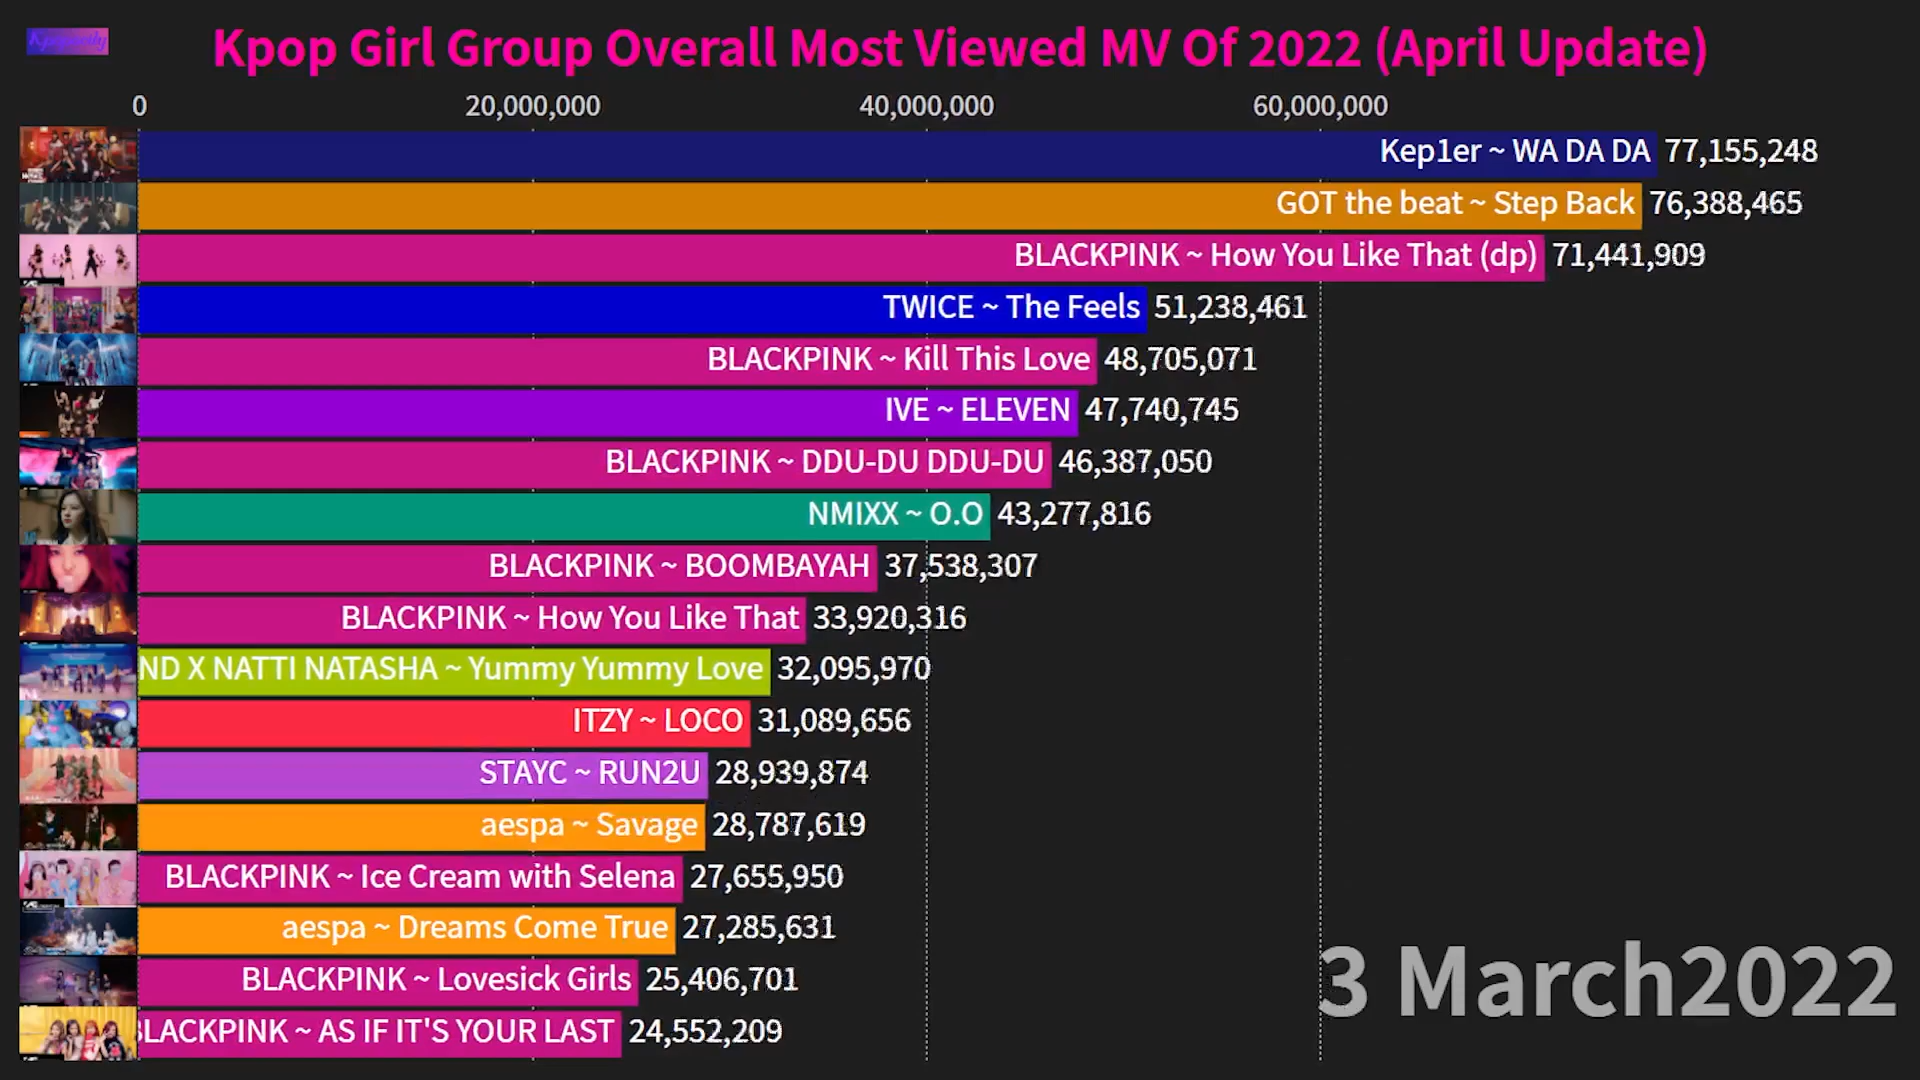 Kpop Girl Group Overall Most Viewed MV Of 2022 (April Update)
0 20,000,000 40,000,000 60,000,000
Kep1er ~ WA DA DA 77,155,248
GOT the beat ~ Step Back 76,388,465
BLACKPINK ~ How You Like That (dp) 71,441,909
TWICE ~ The Feels 51,238,461
BLACKPINK ~ Kill This Love 48,705,071
IVE ~ ELEVEN 47,740,745
BLACKPINK ~ DDU-DU DDU-DU 46,387,050
NMIXX ~ O.O 43,277,816
BLACKPINK ~ BOOMBAYAH 37,538,307
BLACKPINK ~ How You Like That 33,920,316
ND X NATTI NATASHA ~ Yummy Yummy Love 32,095,970
ITZY ~ LOCO 31,089,656
STAYC ~ RUN2U 28,939,874
aespa ~ Savage 28,787,619
BLACKPINK ~ Ice Cream with Selena 27,655,950
aespa ~ Dreams Come True 27,285,631
BLACKPINK ~ Lovesick Girls 25,406,701
BLACKPINK ~ AS IF IT'S YOUR LAST 24,552,209
3 March2022